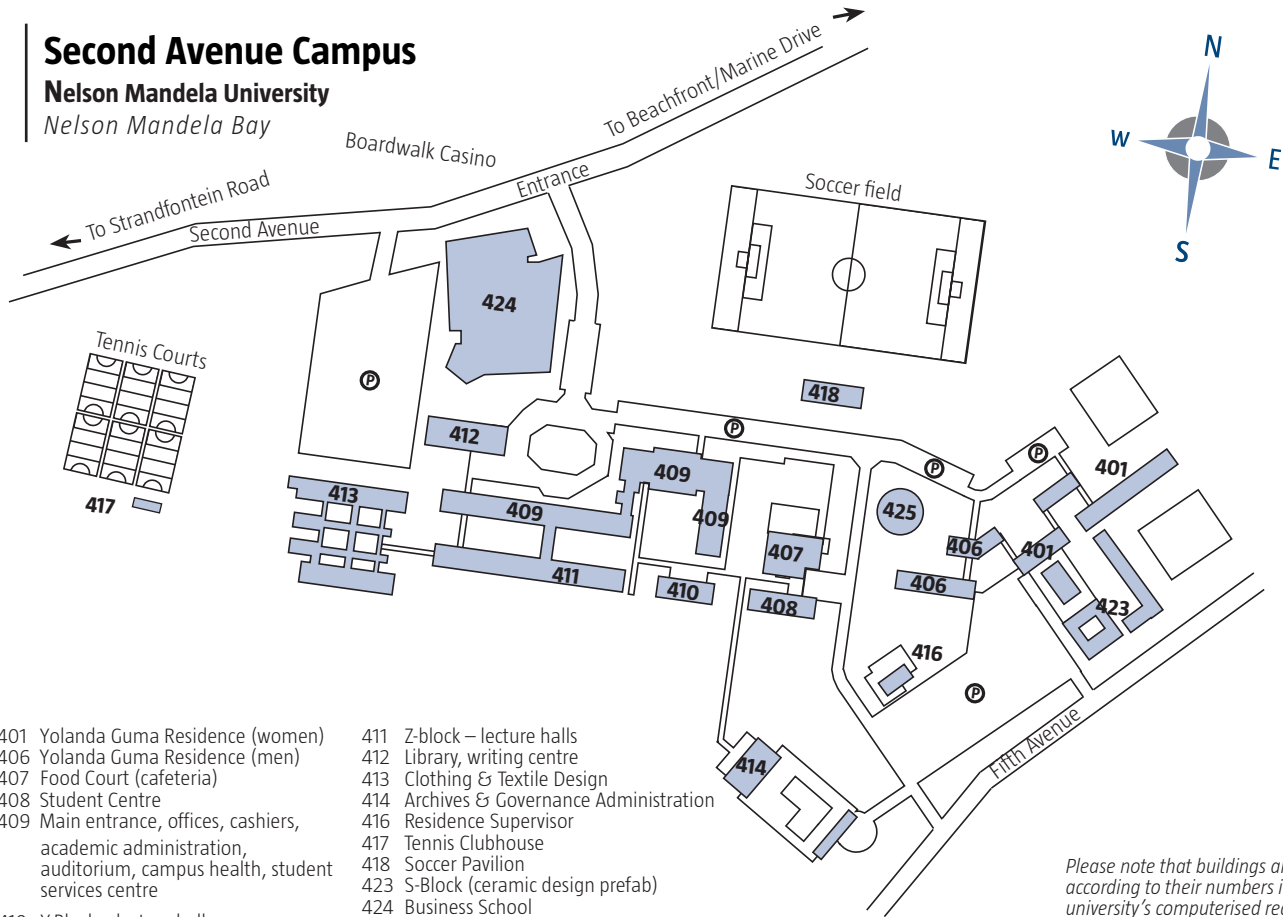 Second Avenue Campus
Nelson Mandela University
Nelson Mandela Bay
To Beachfront/Marine Drive
Boardwalk Casino
Entrance
To Strandfontein Road
Second Avenue
N
W
E
S
Soccer field
Tennis Courts
424
P
418
412
P
P
P
401
413
409
409
409
417
425
406
401
407
411
410
408
406
423
416
P
414
Fifth Avenue
401 Yolanda Guma Residence (women)
406 Yolanda Guma Residence (men)
407 Food Court (cafeteria)
408 Student Centre
409 Main entrance, offices, cashiers,
academic administration,
auditorium, campus health, student
services centre
411 Z-block – lecture halls
412 Library, writing centre
413 Clothing & Textile Design
414 Archives & Governance Administration
416 Residence Supervisor
417 Tennis Clubhouse
418 Soccer Pavilion
423 S-Block (ceramic design prefab)
424 Business School
Please note that buildings
according to their numbers
university's computerised